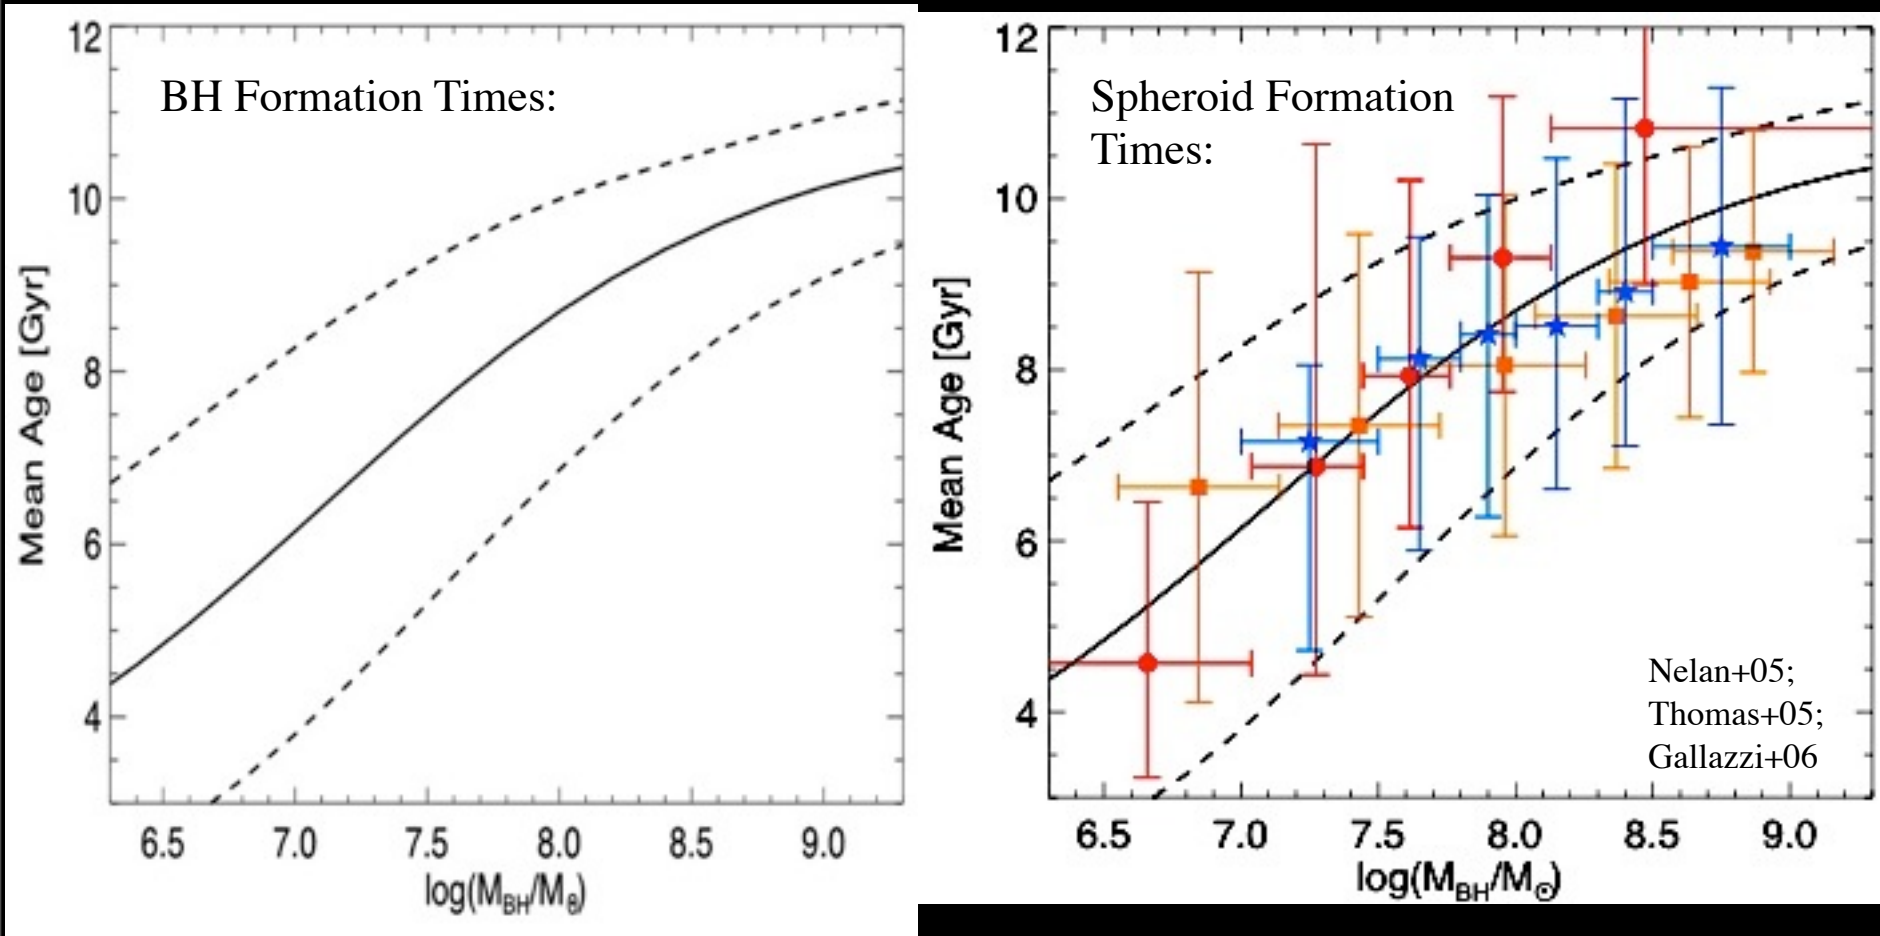 BH Formation Times:
12
10
8
6
4
Mean Age [Gyr]
6.5 7.0 7.5 8.0 8.5 9.0
log(M_BH/M_8)
Spheroid Formation
Times:
12
10
8
6
4
Mean Age [Gyr]
Nelan+05;
Thomas+05;
Gallazzi+06
6.5 7.0 7.5 8.0 8.5 9.0
log(M_BH/M_⊙)